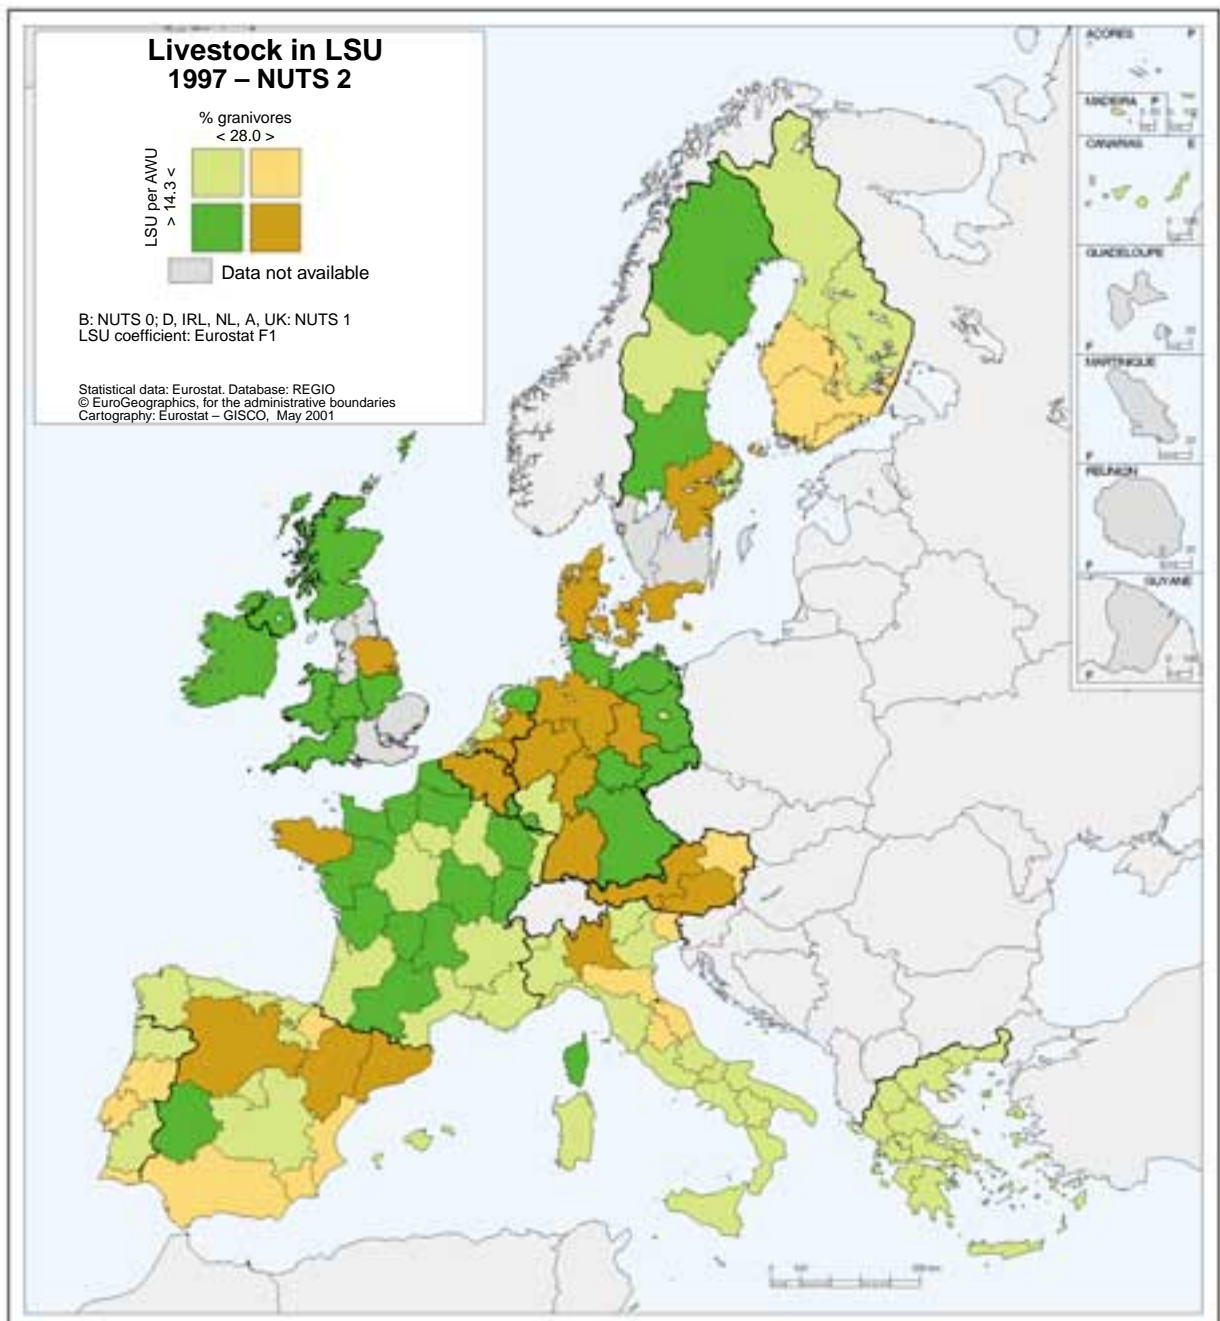 Livestock in LSU
1997 – NUTS 2
% granivores
< 28.0 >
LSU per AWU
> 14.3 <
Data not available
B: NUTS 0; D, IRL, NL, A, UK: NUTS 1
LSU coefficient: Eurostat F1
Statistical data: Eurostat. Database: REGIO
© EuroGeographics, for the administrative boundaries
Cartography: Eurostat – GISCO, May 2001
ACORES P
MADEIRA P
CANARIAS E
GUADELOUPE
F
MARTINIQUE
F
REUNION
F
GUYANE
F